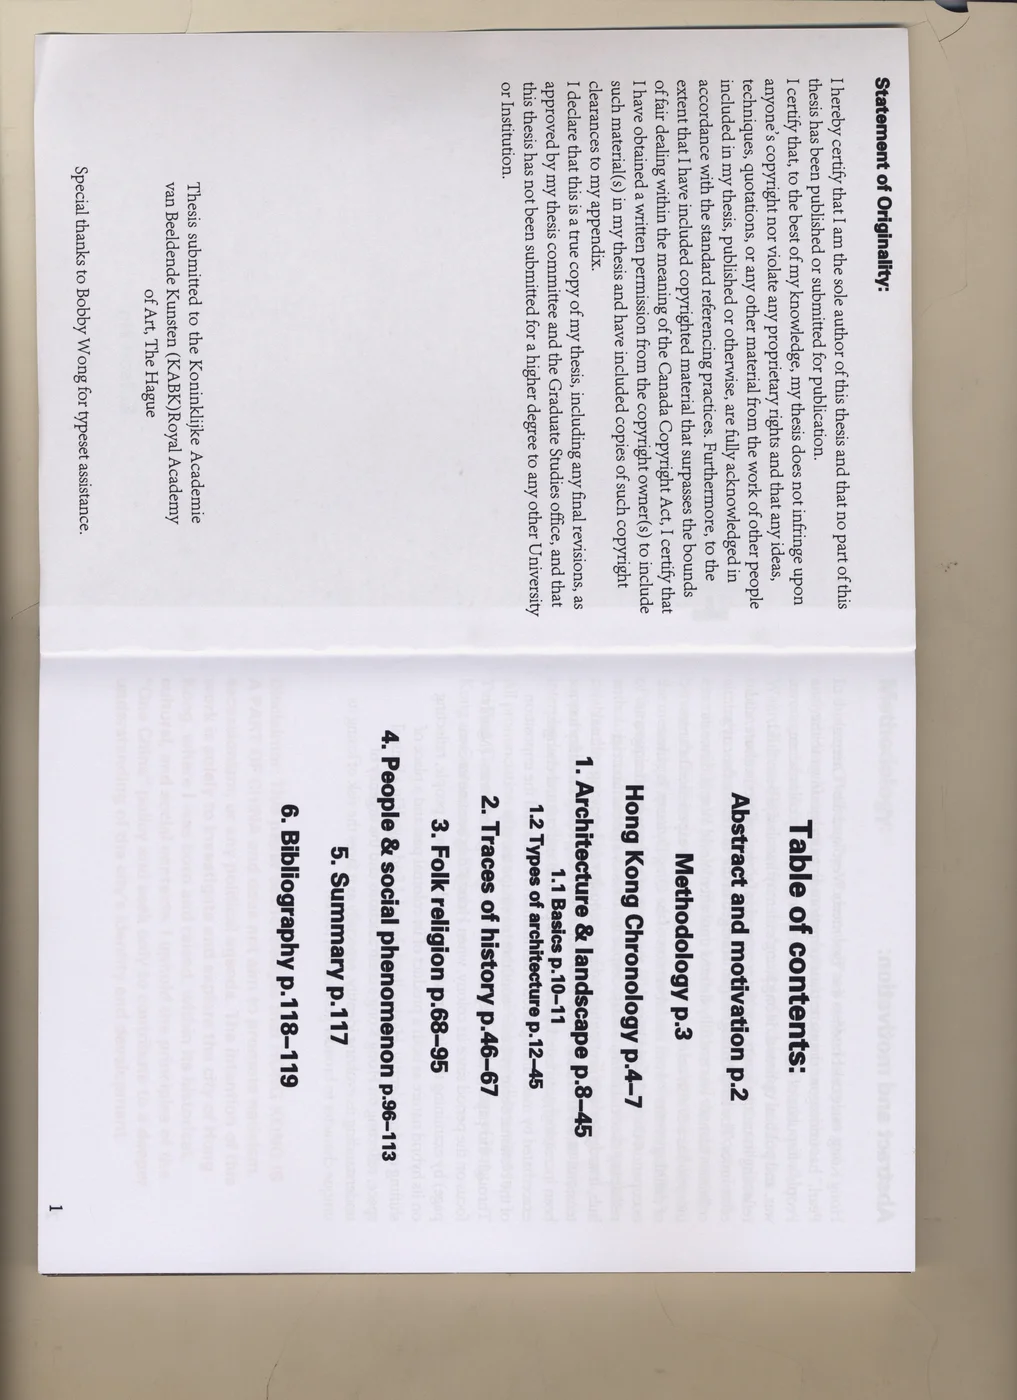 Statement of Originality:
I hereby certify that I am the sole author of this thesis and that no part of this
thesis has been published or submitted for publication.
I certify that, to the best of my knowledge, my thesis does not infringe upon
anyone's copyright nor violate any proprietary rights and that any ideas,
techniques, quotations, or any other material from the work of other people
included in my thesis, published or otherwise, are fully acknowledged in
accordance with the standard referencing practices. Furthermore, to the
extent that I have included copyrighted material that surpasses the bounds
of fair dealing within the meaning of the Canada Copyright Act, I certify that
I have obtained a written permission from the copyright owner(s) to include
such material(s) in my thesis and have included copies of such copyright
clearances to my appendix.
I declare that this is a true copy of my thesis, including any final revisions, as
approved by my thesis committee and the Graduate Studies office, and that
this thesis has not been submitted for a higher degree to any other University
or Institution.
Thesis submitted to the Koninklijke Academie
van Beeldende Kunsten (KABK)Royal Academy
of Art, The Hague
Special thanks to Bobby Wong for typeset assistance.
Table of contents:
Abstract and motivation p.2
Methodology p.3
Hong Kong Chronology p.4–7
1. Architecture & landscape p.8–45
1.1 Basics p.10–11
1.2 Types of architecture p.12–45
2. Traces of history p.46–67
3. Folk religion p.68–95
4. People & social phenomenon p.96–113
5. Summary p.117
6. Bibliography p.118–119
1